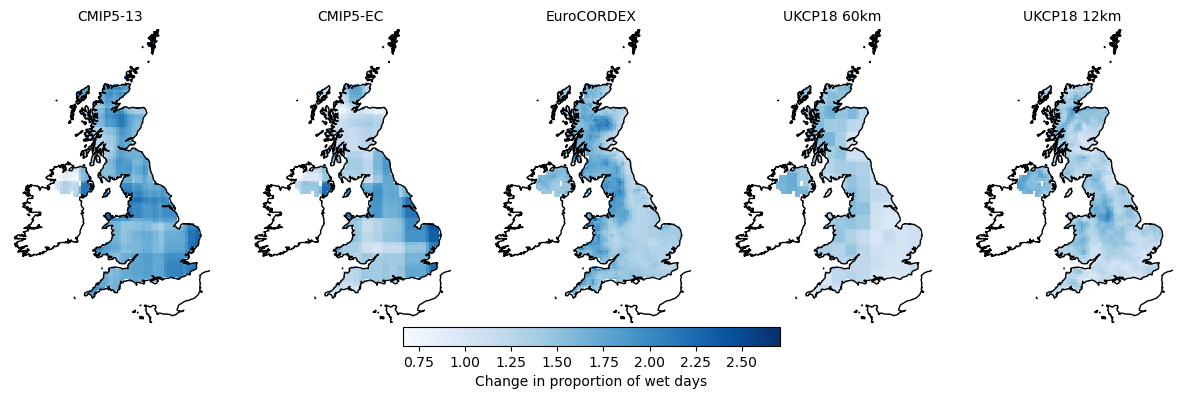 CMIP5-13 CMIP5-EC EuroCORDEX UKCP18 60km UKCP18 12km
0.75 1.00 1.25 1.50 1.75 2.00 2.25 2.50
Change in proportion of wet days